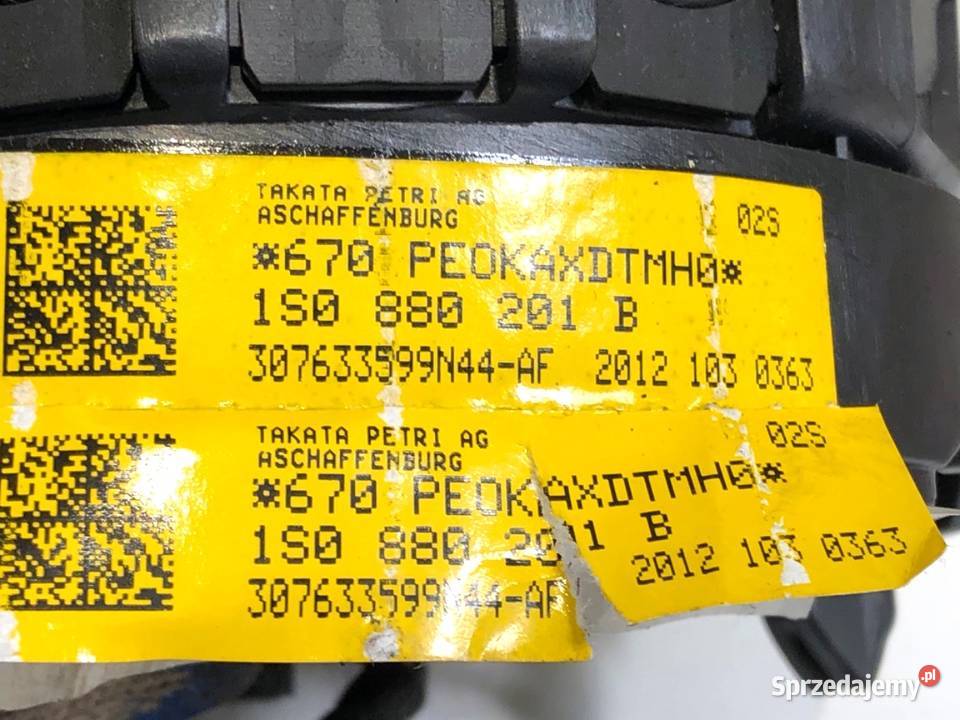 TAKATA PETRI AG
ASCHAFFENBURG
02S
*670 PEOKAXDTMH0*
1S0 880 201 B
307633599N44-AF 2012 103 0363
TAKATA PETRI AG
ASCHAFFENBURG
02S
*670 PEOKAXDTMH0*
1S0 880 201 B
307633599N44-AF 2012 103 0363
Sprzedajemy.pl